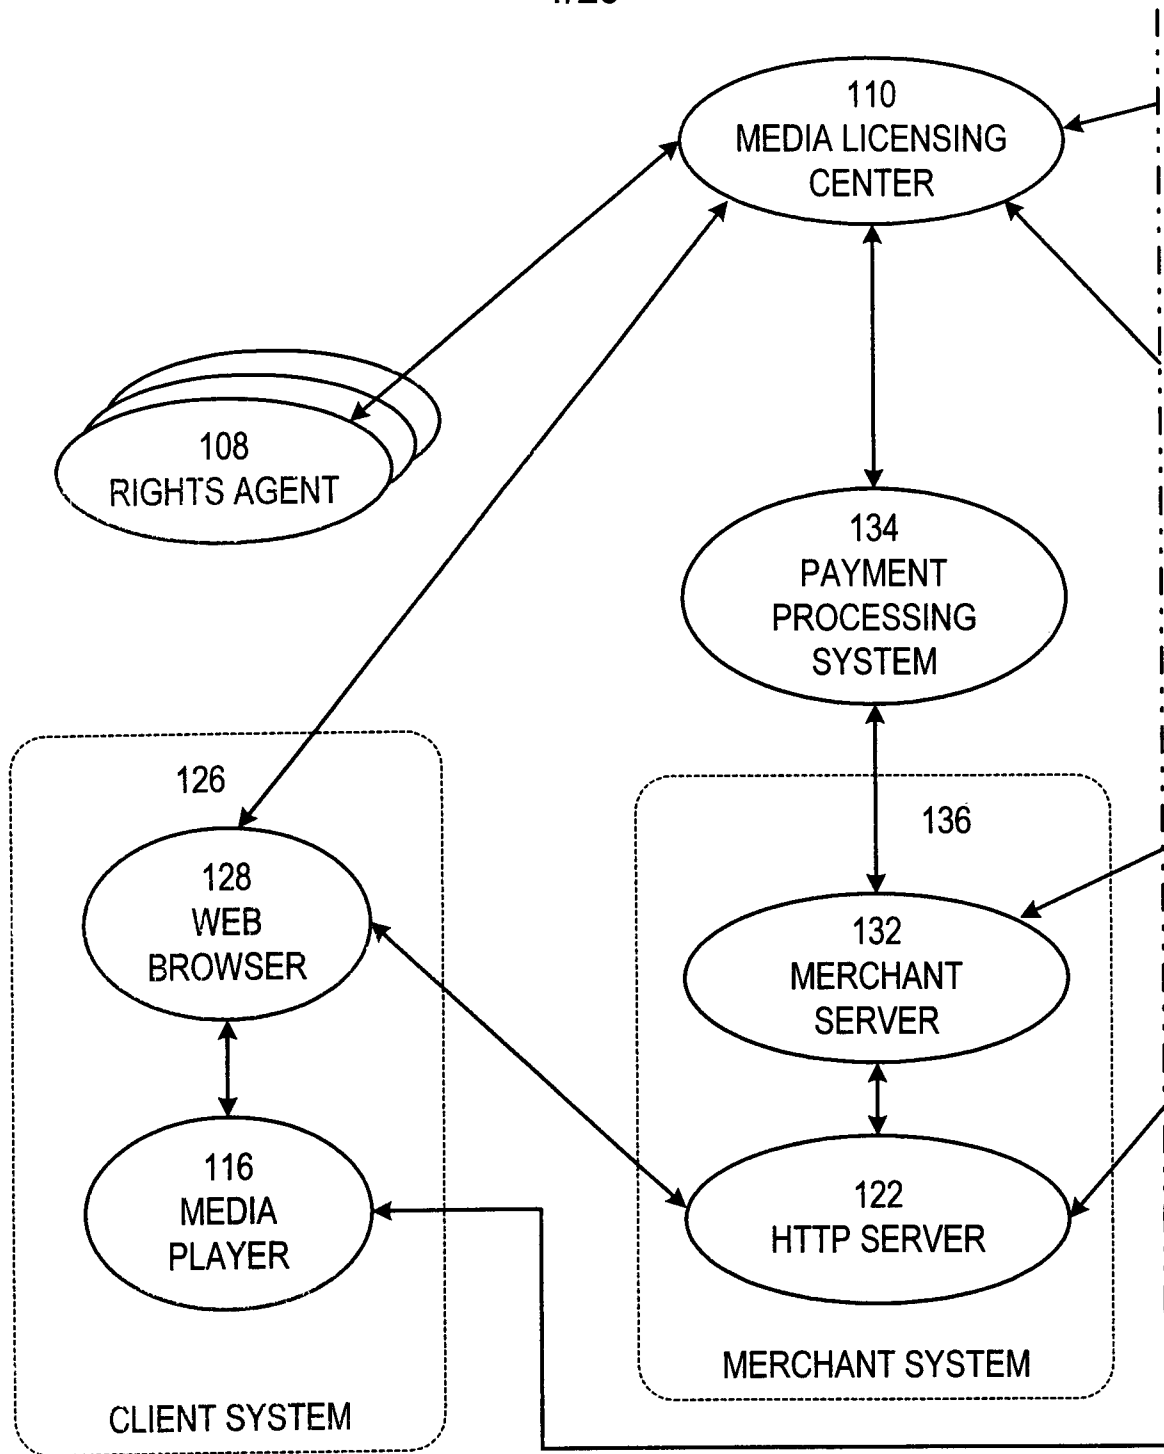 110
MEDIA LICENSING
CENTER
108
RIGHTS AGENT
134
PAYMENT
PROCESSING
SYSTEM
126
136
128
WEB
BROWSER
132
MERCHANT
SERVER
116
MEDIA
PLAYER
122
HTTP SERVER
MERCHANT SYSTEM
CLIENT SYSTEM